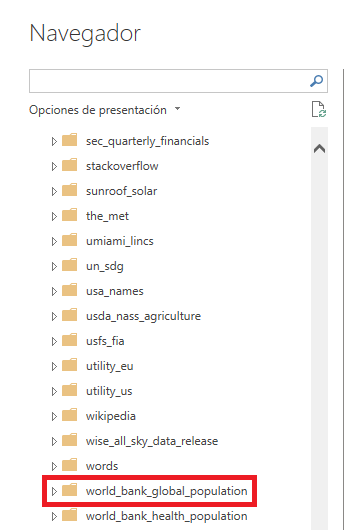 Navegador
Opciones de presentación
sec_quarterly_financials
stackoverflow
sunroof_solar
the_met
umiami_lincs
un_sdg
usa_names
usda_nass_agriculture
usfs_fia
utility_eu
utility_us
wikipedia
wise_all_sky_data_release
words
world_bank_global_population
world_bank_health_population